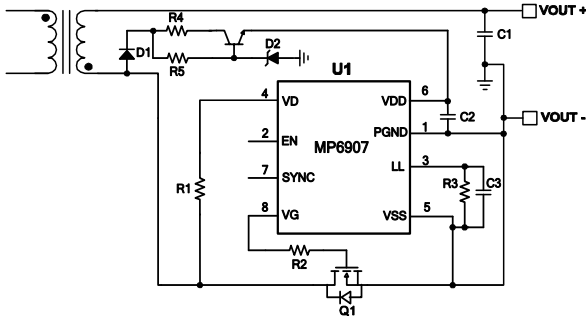 R4
VOUT +
D1
D2
C1
R5
U1
4
VD
VDD
6
C2
VOUT -
2
EN
PGND
1
MP6907
R1
7
SYNC
LL
3
R3
C3
8
VG
VSS
5
R2
Q1